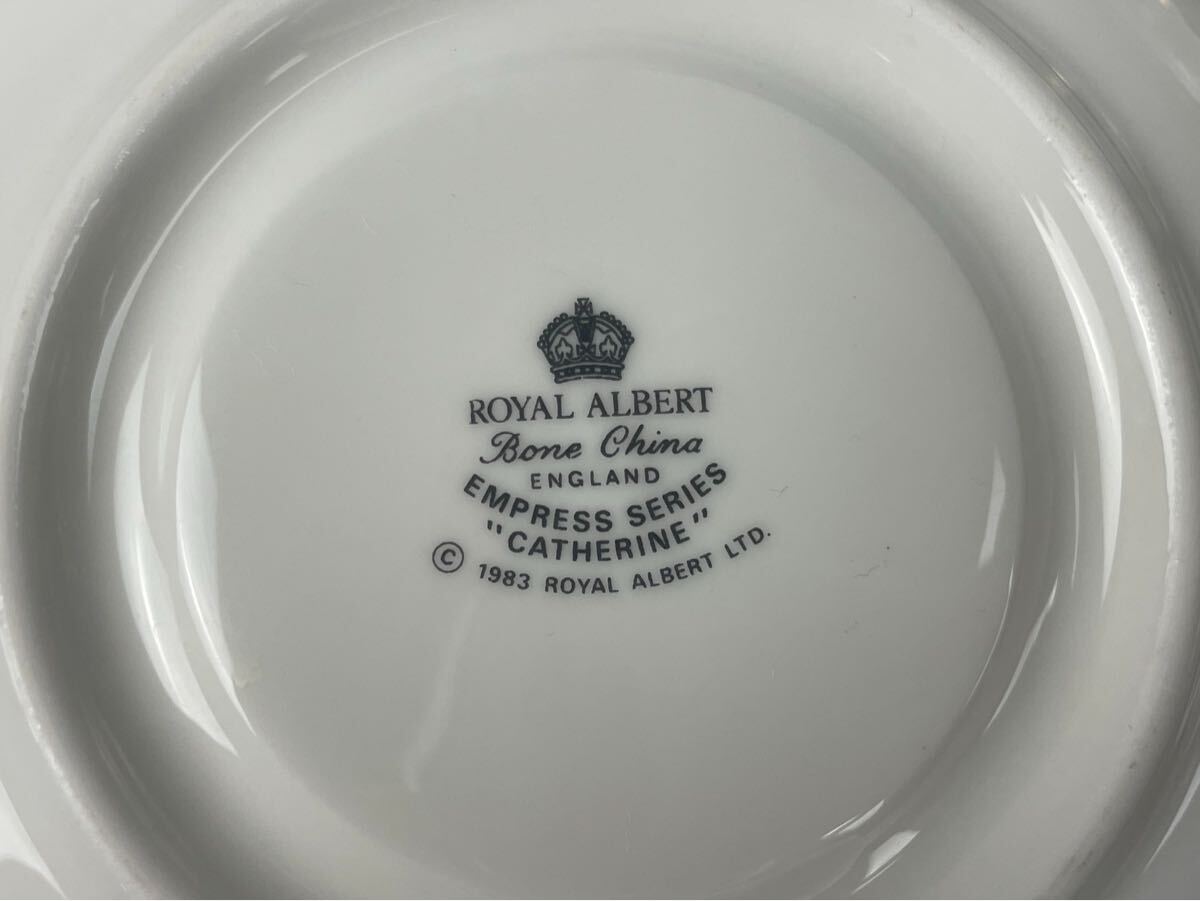 ROYAL ALBERT
Bone China
ENGLAND
EMPRESS SERIES
"CATHERINE"
© 1983 ROYAL ALBERT LTD.